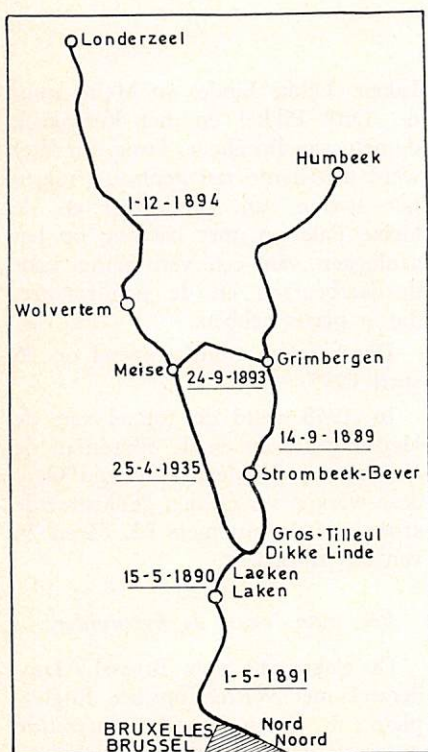 Londerzeel
Humbeek
1-12-1894
Wolvertem
Meise
Grimbergen
24-9-1893
14-9-1889
25-4-1935
Strombeek-Bever
Gros-Tilleul
Dikke Linde
15-5-1890
Laeken
Laken
1-5-1891
BRUXELLES
BRUSSEL
Nord
Noord